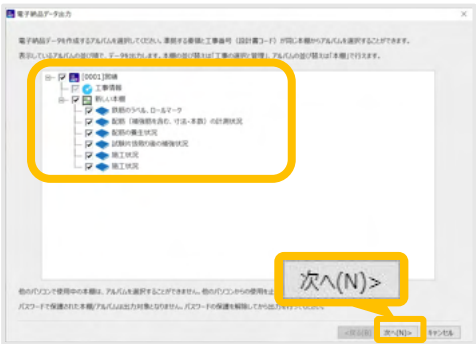 電子納品データ出力
電子納品データを作成するアルバムを選択してください。準拠する要領と工事番号（設計書コード）が同じ本棚からアルバムを選択することができます。
表示しているアルバムの並び順で、データを出力します。本棚の並び替えは「工事の選択と管理」、アルバムの並び替えは「本棚」で行えます。
[0001]
工事情報
新しい本棚
鉄筋のラベル、ロールマーク
配筋（補強筋を含む、寸法・本数）の計測状況
配筋の養生状況
試験片採取後の補強状況
施工状況
施工状況
次へ(N)>
他のパソコンで使用中の本棚は、アルバムを選択することができません。他のパソコンからの使用を止
パスワードで保護された本棚/アルバムは出力対象となりません。パスワードの保護を解除してから出力を行ってください。
<戻る(B)
次へ(N)>
キャンセル